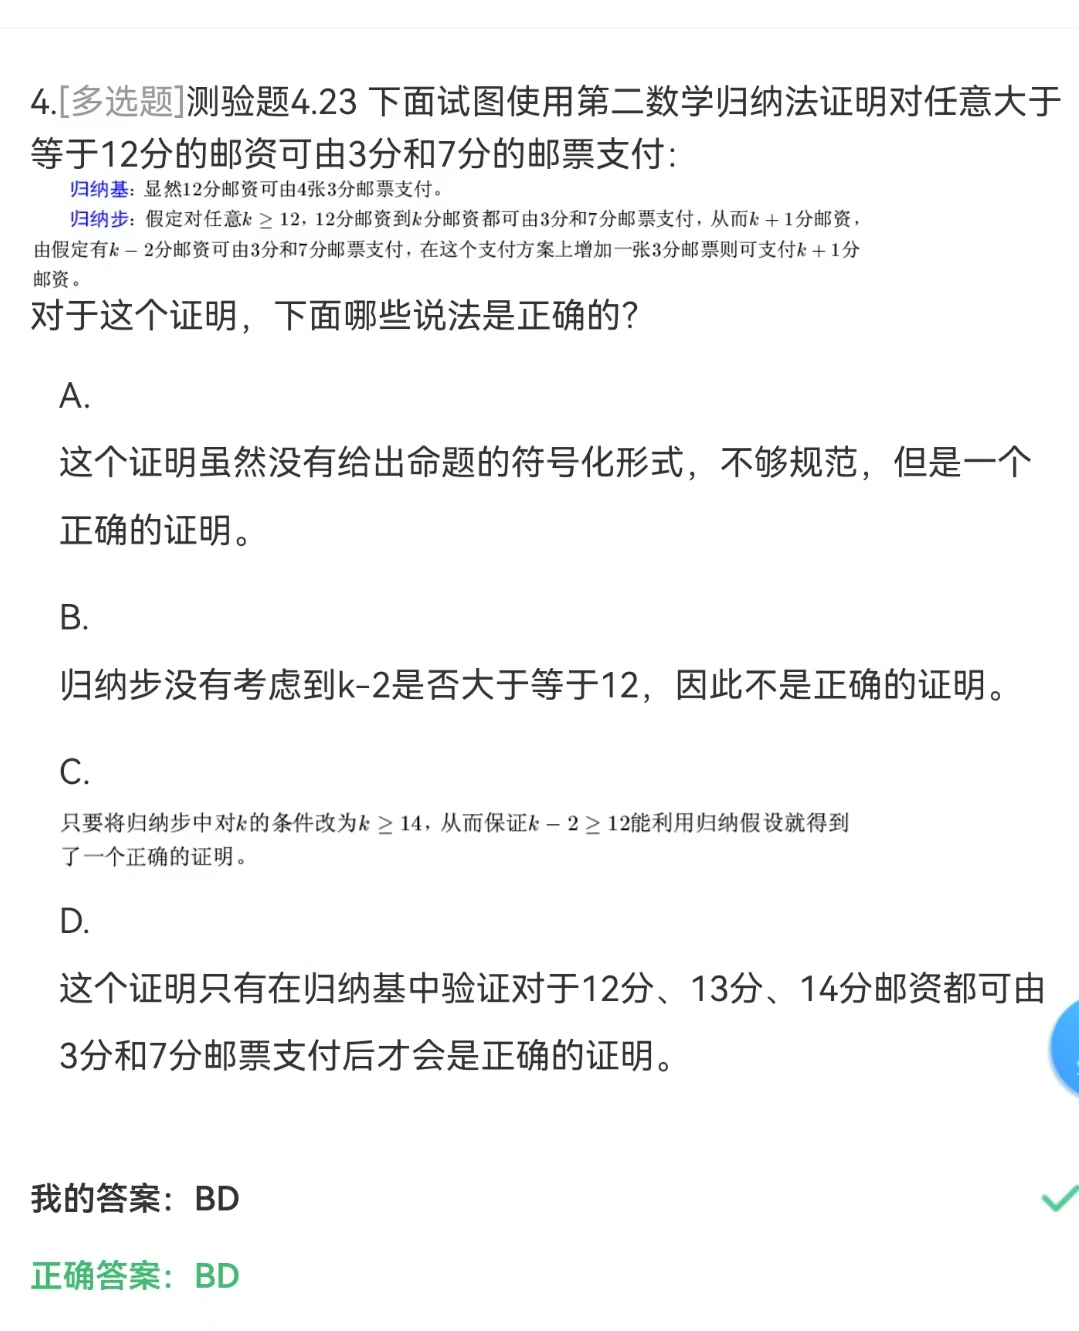 4.[多选题]测验题4.23 下面试图使用第二数学归纳法证明对任意大于
等于12分的邮资可由3分和7分的邮票支付：
归纳基：显然12分邮资可由4张3分邮票支付。
归纳步：假定对任意k ≥ 12，12分邮资到k分邮资都可由3分和7分邮票支付，从而k + 1分邮资，
由假定有k − 2分邮资可由3分和7分邮票支付，在这个支付方案上增加一张3分邮票则可支付k + 1分
邮资。
对于这个证明，下面哪些说法是正确的？
A.
这个证明虽然没有给出命题的符号化形式，不够规范，但是一个
正确的证明。
B.
归纳步没有考虑到k-2是否大于等于12，因此不是正确的证明。
C.
只要将归纳步中对k的条件改为k ≥ 14，从而保证k − 2 ≥ 12能利用归纳假设就得到
了一个正确的证明。
D.
这个证明只有在归纳基中验证对于12分、13分、14分邮资都可由
3分和7分邮票支付后才会是正确的证明。
我的答案：BD
正确答案：BD